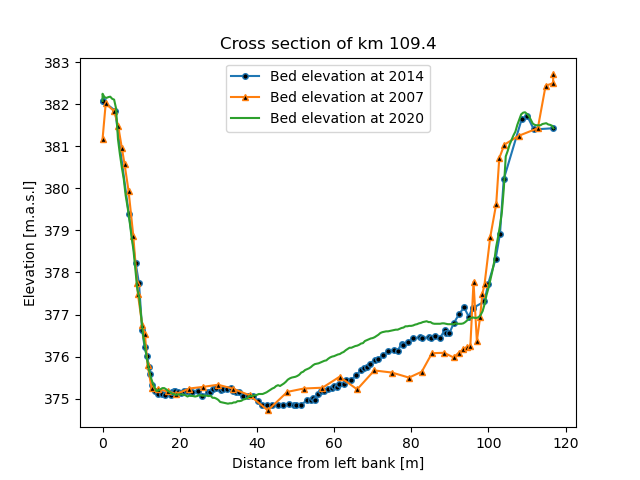 Cross section of km 109.4
Bed elevation at 2014
Bed elevation at 2007
Bed elevation at 2020
Elevation [m.a.s.l]
383
382
381
380
379
378
377
376
375
0 20 40 60 80 100 120
Distance from left bank [m]